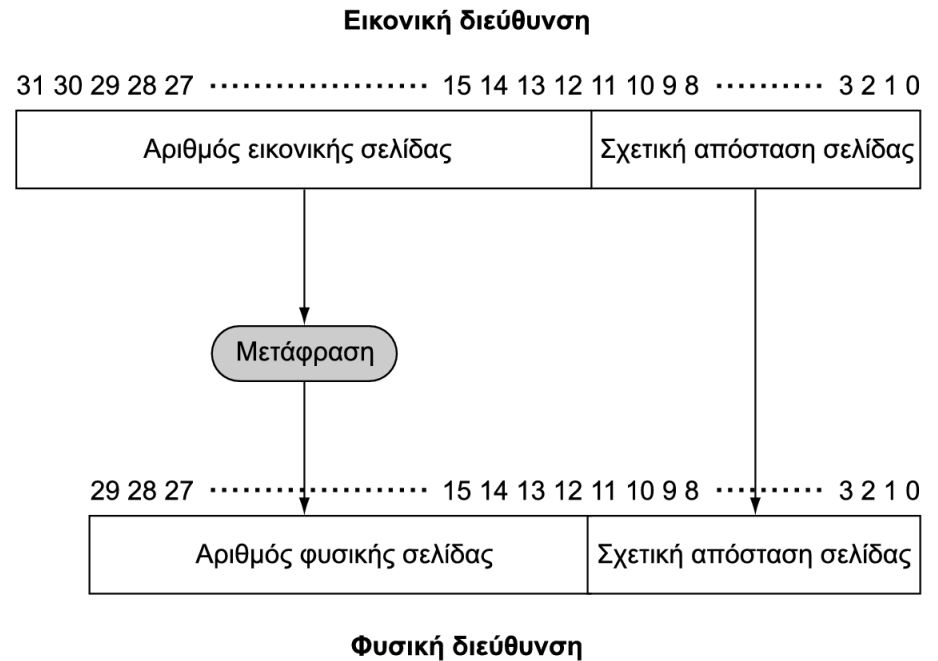 Εικονική διεύθυνση
31 30 29 28 27 ···················· 15 14 13 12 11 10 9 8 ·········· 3 2 1 0
Αριθμός εικονικής σελίδας Σχετική απόσταση σελίδας
Μετάφραση
29 28 27 ···················· 15 14 13 12 11 10 9 8 ·········· 3 2 1 0
Αριθμός φυσικής σελίδας Σχετική απόσταση σελίδας
Φυσική διεύθυνση